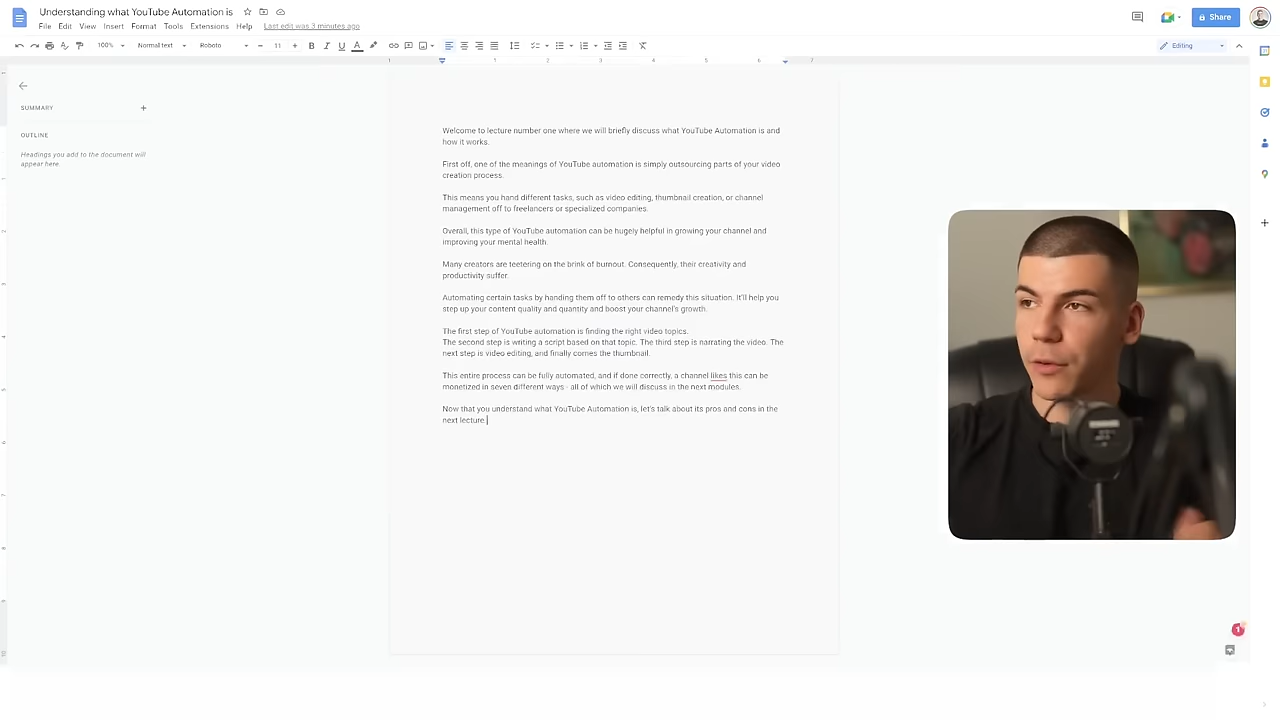 Understanding what YouTube Automation is
File Edit View Insert Format Tools Extensions Help Last edit was 3 minutes ago
Share
100% Normal text Roboto 11 B I U A Editing
1 1 2 3 4 5 6 7
SUMMARY
OUTLINE
Headings you add to the document will
appear here.
Welcome to lecture number one where we will briefly discuss what YouTube Automation is and
how it works.
First off, one of the meanings of YouTube automation is simply outsourcing parts of your video
creation process.
This means you hand different tasks, such as video editing, thumbnail creation, or channel
management off to freelancers or specialized companies.
Overall, this type of YouTube automation can be hugely helpful in growing your channel and
improving your mental health.
Many creators are teetering on the brink of burnout. Consequently, their creativity and
productivity suffer.
Automating certain tasks by handing them off to others can remedy this situation. It'll help you
step up your content quality and quantity and boost your channel's growth.
The first step of YouTube automation is finding the right video topics.
The second step is writing a script based on that topic. The third step is narrating the video. The
next step is video editing, and finally comes the thumbnail.
This entire process can be fully automated, and if done correctly, a channel likes this can be
monetized in seven different ways - all of which we will discuss in the next modules.
Now that you understand what YouTube Automation is, let's talk about its pros and cons in the
next lecture.
1